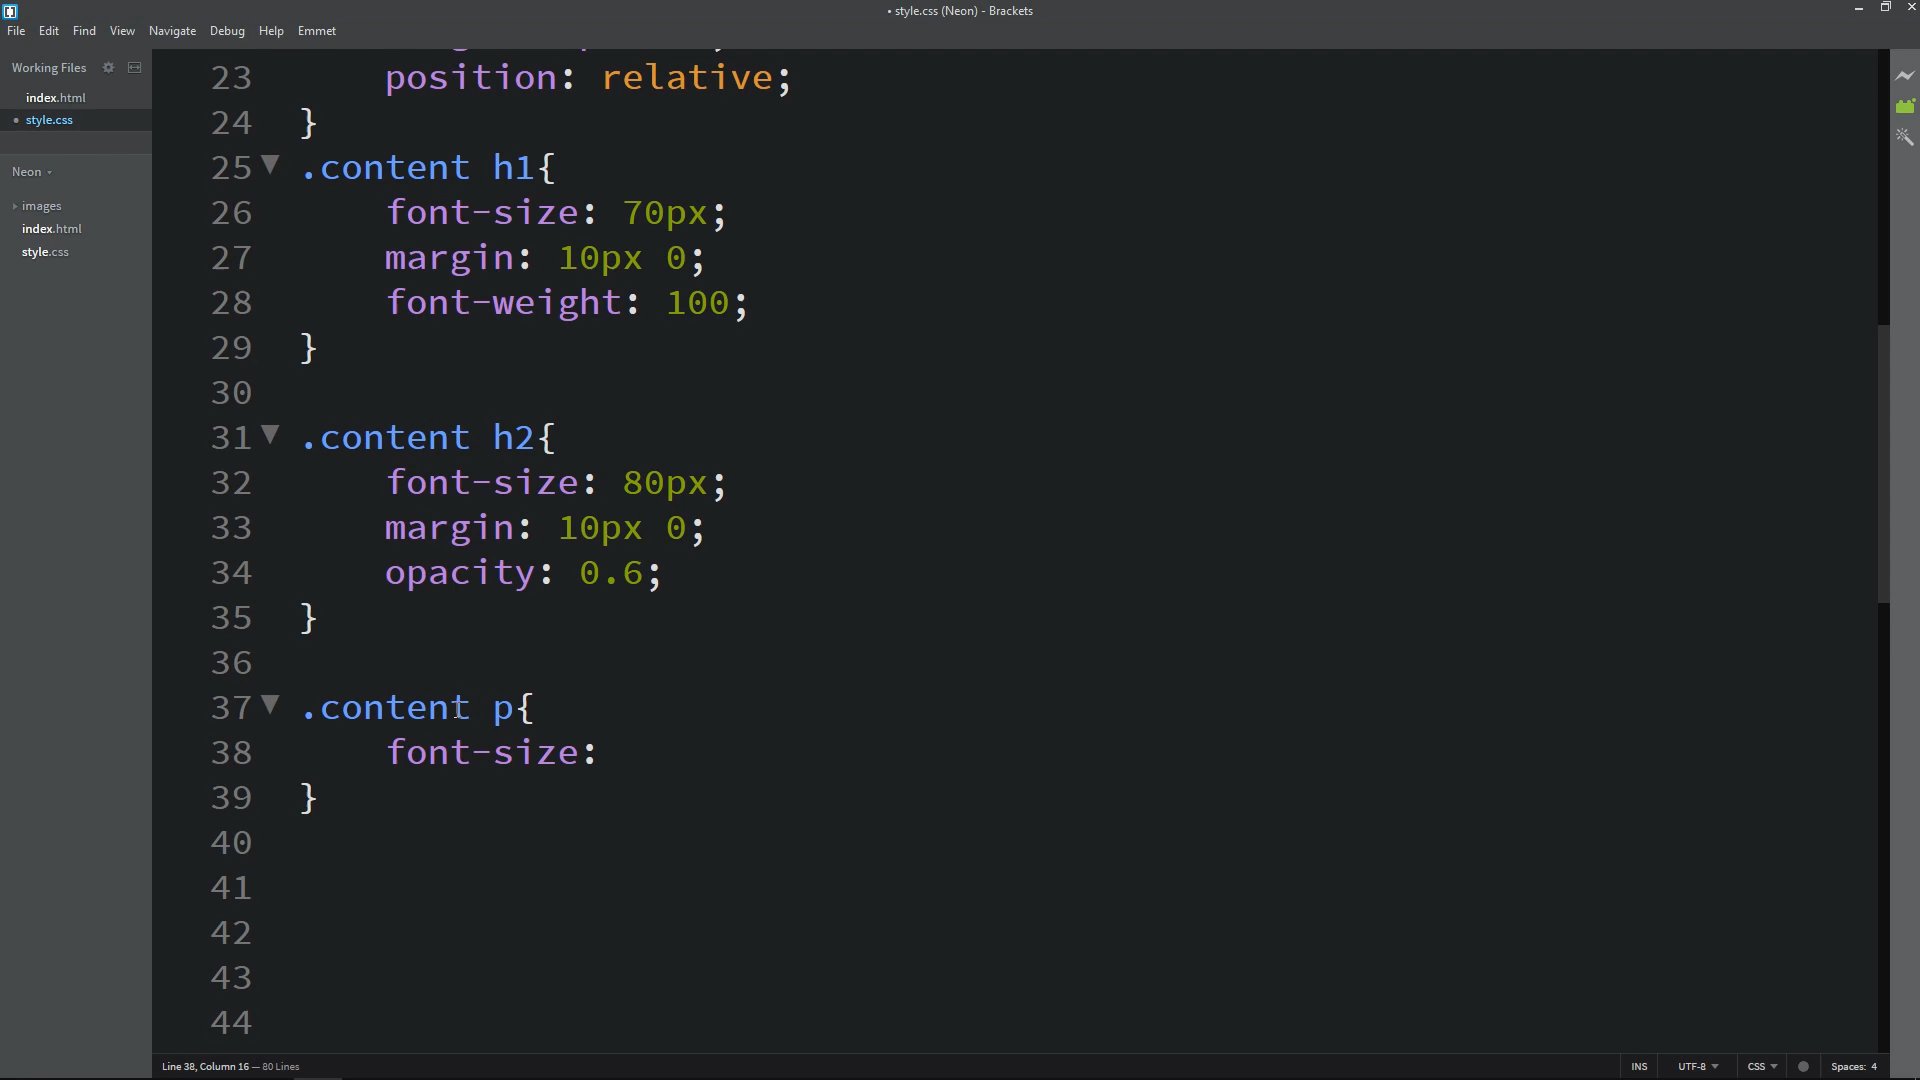 • style.css (Neon) - Brackets
File Edit Find View Navigate Debug Help Emmet
Working Files
index.html
• style.css
Neon
images
index.html
style.css
23 position: relative;
24 }
25 .content h1{
26 font-size: 70px;
27 margin: 10px 0;
28 font-weight: 100;
29 }
30
31 .content h2{
32 font-size: 80px;
33 margin: 10px 0;
34 opacity: 0.6;
35 }
36
37 .content p{
38 font-size:
39 }
40
41
42
43
44
Line 38, Column 16 — 80 Lines
INS UTF-8 CSS Spaces: 4